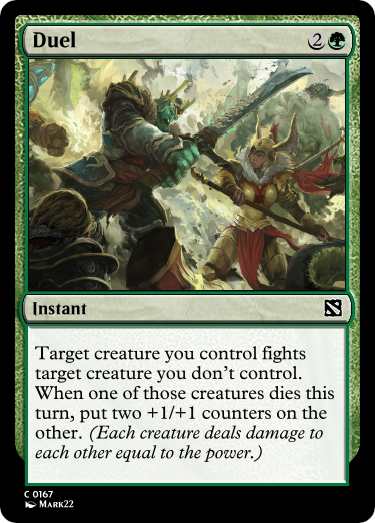 Duel 2
Instant
Target creature you control fights
target creature you don't control.
When one of those creatures dies this
turn, put two +1/+1 counters on the
other. (Each creature deals damage to
each other equal to the power.)
C 0167
Mark22